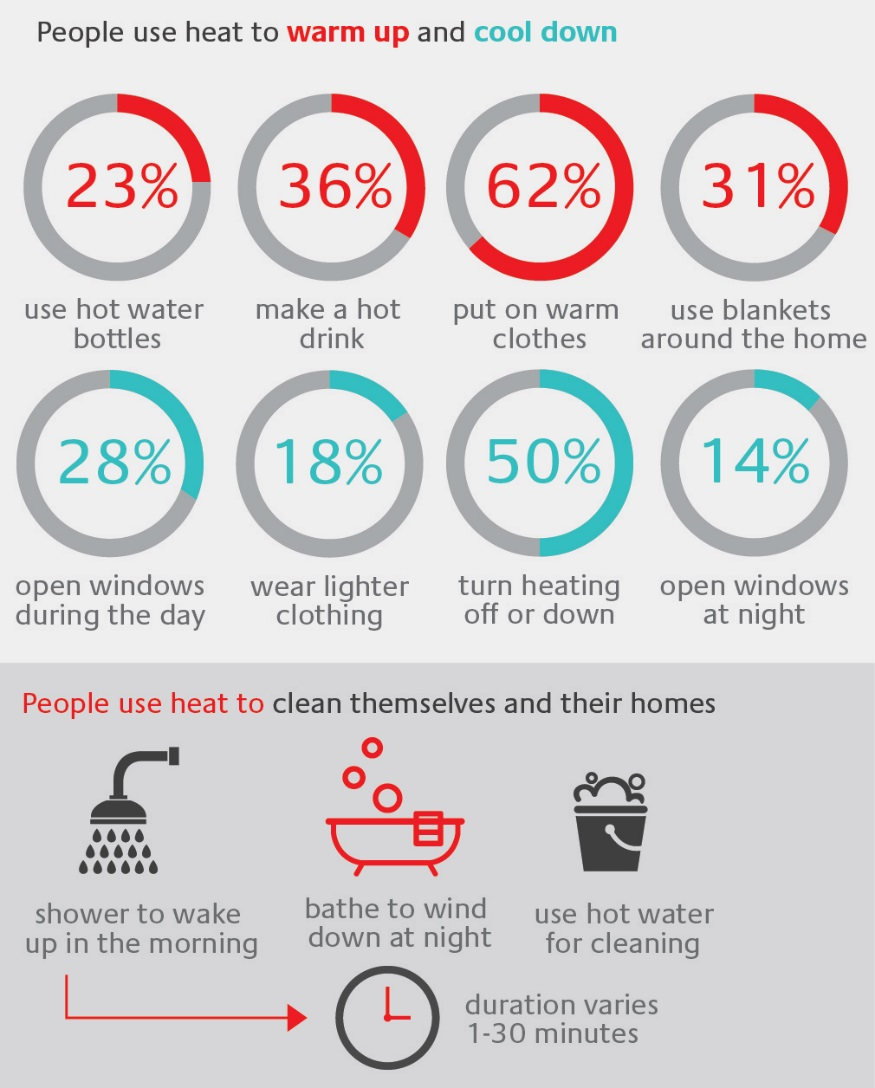 People use heat to warm up and cool down
23%
36%
62%
31%
use hot water
bottles
make a hot
drink
put on warm
clothes
use blankets
around the home
28%
18%
50%
14%
open windows
during the day
wear lighter
clothing
turn heating
off or down
open windows
at night
People use heat to clean themselves and their homes
shower to wake
up in the morning
bathe to wind
down at night
use hot water
for cleaning
duration varies
1-30 minutes